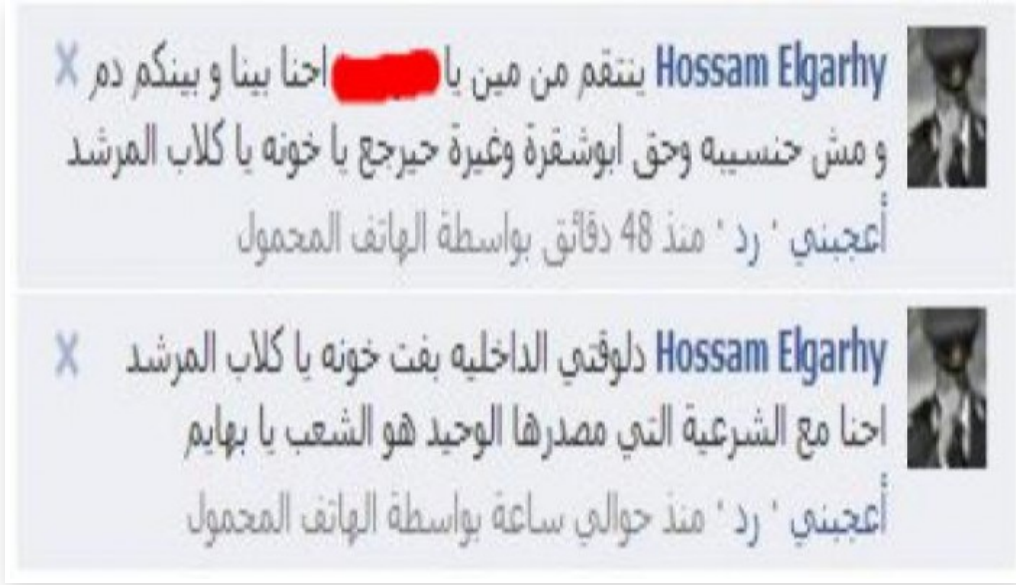 Hossam Elgarhy ينتقم من مين يا احنا بينا و بينكم دم X
و مش حنسيبه وحق ابوشقرة وغيرة حيرجع يا خونه يا كلاب المرشد
أعجبني · رد · منذ 48 دقائق بواسطة الهاتف المحمول
Hossam Elgarhy دلوقتي الداخليه بفت خونه يا كلاب المرشد X
احنا مع الشرعية التي مصدرها الوحيد هو الشعب يا بهايم
أعجبني · رد · منذ حوالي ساعة بواسطة الهاتف المحمول